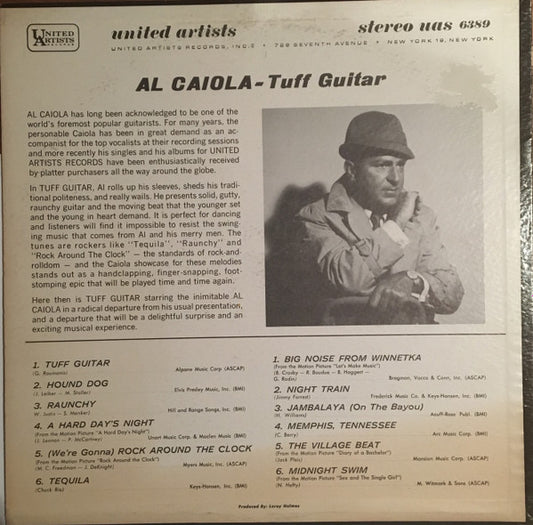 UNITED
ARTISTS
RECORDS
united artists
stereo uas 6389
UNITED ARTISTS RECORDS, INC. • 729 SEVENTH AVENUE • NEW YORK 19, NEW YORK
AL CAIOLA-Tuff Guitar
AL CAIOLA has long been acknowledged to be one of the
world's foremost popular guitarists. For many years, the
personable Caiola has been in great demand as an ac-
companist for the top vocalists at their recording sessions
and more recently his singles and his albums for UNITED
ARTISTS RECORDS have been enthusiastically received
by platter purchasers all the way around the globe.
In TUFF GUITAR, Al rolls up his sleeves, sheds his tradi-
tional politeness, and really wails. He presents solid, gutty,
raunchy guitar and the moving beat that the younger set
and the young in heart demand. It is perfect for dancing
and listeners will find it impossible to resist the swing-
ing music that comes from Al and his merry men. The
tunes are rockers like "Tequila", "Raunchy" and
"Rock Around The Clock" — the standards of rock-and-
rolldom — and the Caiola showcase for these melodies
stands out as a handclapping, finger-snapping, foot-
stomping epic that will be played time and time again.
Here then is TUFF GUITAR starring the inimitable AL
CAIOLA in a radical departure from his usual presentation,
and a departure that will be a delightful surprise and an
exciting musical experience.
1. TUFF GUITAR
(G. Roumanis) Alpane Music Corp (ASCAP)
2. HOUND DOG
(J. Leiber - M. Stoller) Elvis Presley Music, Inc. (BMI)
3. RAUNCHY
W. Justis - S. Manker) Hill and Range Songs, Inc. (BMI)
4. A HARD DAY'S NIGHT
(From the Motion Picture "A Hard Day's Night")
(J. Lennon - P. McCartney) Unart Music Corp. & Maclen Music (BMI)
5. (We're Gonna) ROCK AROUND THE CLOCK
(From the Motion Picture "Rock Around the Clock")
(M. C. Freedman - J. DeKnight) Myers Music, Inc. (ASCAP)
6. TEQUILA
(Chuck Rio) Keys-Hansen, Inc. (BMI)
1. BIG NOISE FROM WINNETKA
(From the Motion Picture "Let's Make Music")
(B. Crosby - R. Bauduc - B. Haggert -
G. Rodin) Bregman, Vocco & Conn, Inc. (ASCAP)
2. NIGHT TRAIN
(Jimmy Forrest) Frederick Music Co. & Keys-Hansen, Inc. (BMI)
3. JAMBALAYA (On The Bayou)
(H. Williams) Acuff-Rose Publ. (BMI)
4. MEMPHIS, TENNESSEE
(C. Berry) Arc Music Corp. (BMI)
5. THE VILLAGE BEAT
(From the Motion Picture "Diary of a Bachelor")
(Jack Pleis) Mansion Music Corp. (ASCAP)
6. MIDNIGHT SWIM
(From the Motion Picture "Sex and The Single Girl")
(N. Hefty) M. Witmark & Sons (ASCAP)
Produced By: Leroy Holmes